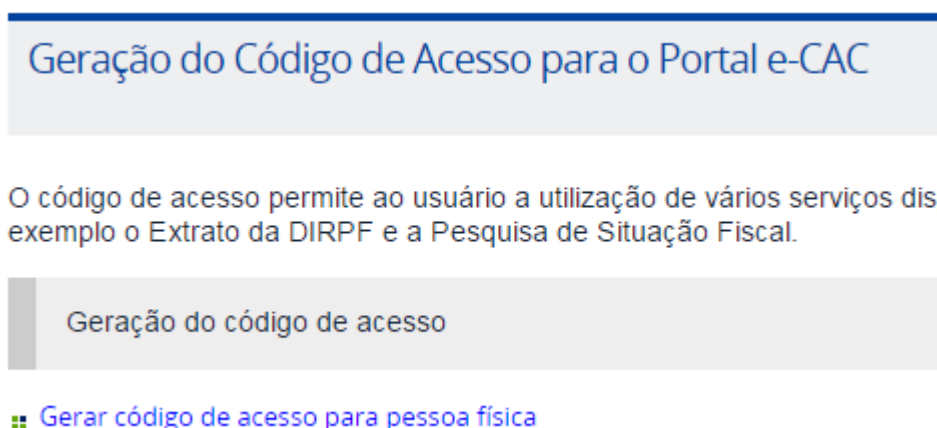 Geração do Código de Acesso para o Portal e-CAC
O código de acesso permite ao usuário a utilização de vários serviços dis
exemplo o Extrato da DIRPF e a Pesquisa de Situação Fiscal.
Geração do código de acesso
Gerar código de acesso para pessoa física